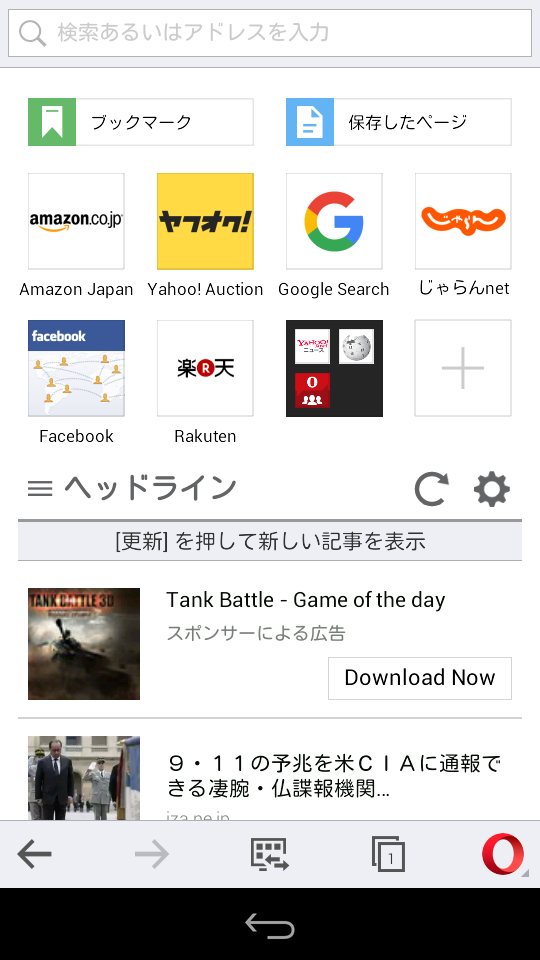 検索あるいはアドレスを入力
ブックマーク
保存したページ
amazon.co.jp
ヤフオク!
G
じゃらん
Amazon Japan
Yahoo! Auction
Google Search
じゃらんnet
facebook
楽R天
YAHOO!
ニュース
Facebook
Rakuten
ヘッドライン
[更新] を押して新しい記事を表示
TANK BATTLE 3D
Tank Battle - Game of the day
スポンサーによる広告
Download Now
９・１１の予兆を米ＣＩＡに通報で
きる凄腕・仏諜報機関...
iza.ne.jp
1